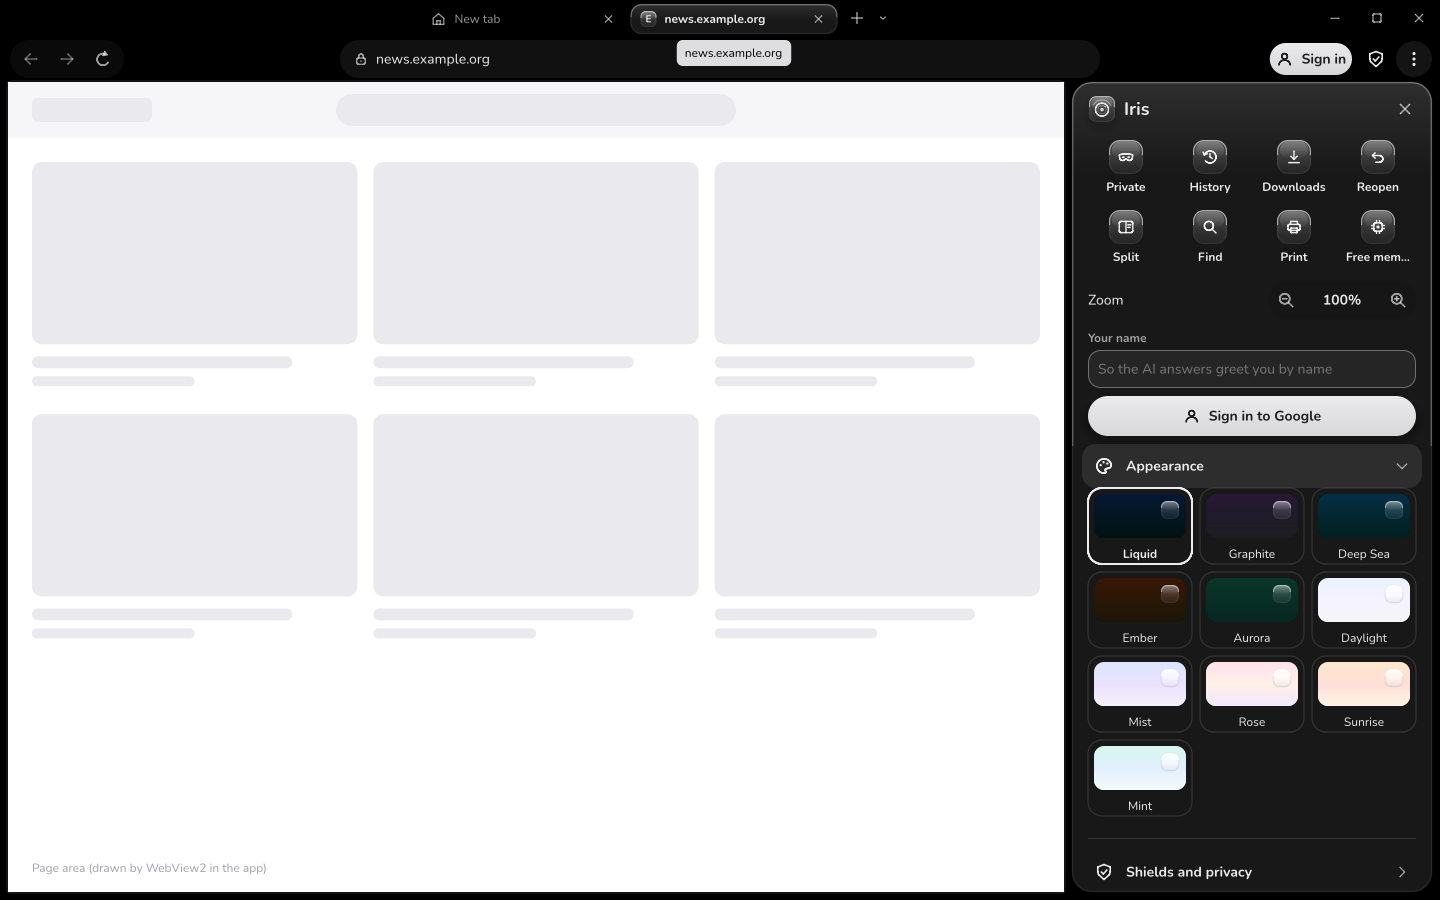 New tab
E
news.example.org
news.example.org
news.example.org
Sign in
Iris
Private
History
Downloads
Reopen
Split
Find
Print
Free mem...
Zoom
100%
Your name
So the AI answers greet you by name
Sign in to Google
Appearance
Liquid
Graphite
Deep Sea
Ember
Aurora
Daylight
Mist
Rose
Sunrise
Mint
Page area (drawn by WebView2 in the app)
Shields and privacy